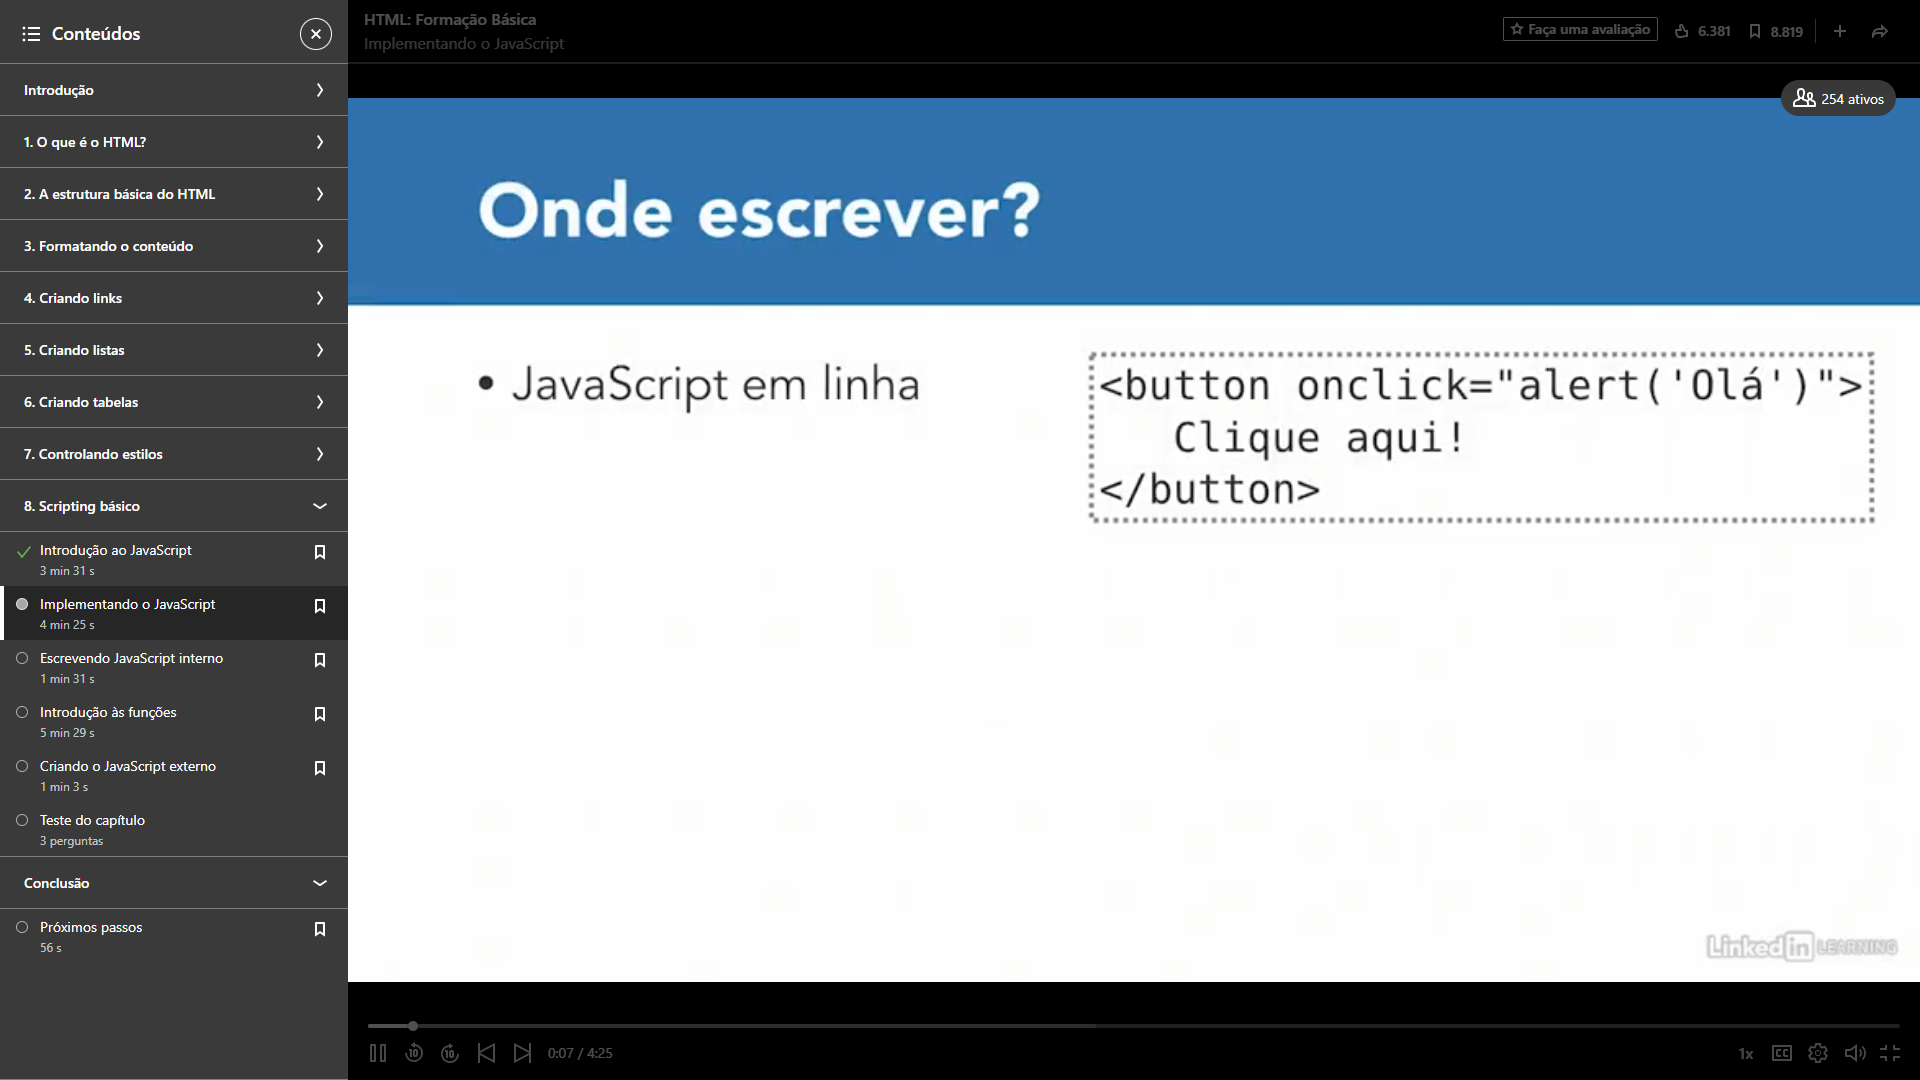 Conteúdos
Introdução
1. O que é o HTML?
2. A estrutura básica do HTML
3. Formatando o conteúdo
4. Criando links
5. Criando listas
6. Criando tabelas
7. Controlando estilos
8. Scripting básico
Introdução ao JavaScript
3 min 31 s
Implementando o JavaScript
4 min 25 s
Escrevendo JavaScript interno
1 min 31 s
Introdução às funções
5 min 29 s
Criando o JavaScript externo
1 min 3 s
Teste do capítulo
3 perguntas
Conclusão
Próximos passos
56 s
HTML: Formação Básica
Implementando o JavaScript
Faça uma avaliação
6.381
8.819
254 ativos
Onde escrever?
• JavaScript em linha
<button onclick="alert('Olá')">
Clique aqui!
</button>
LinkedIn LEARNING
10
10
0:07 / 4:25
1x
CC